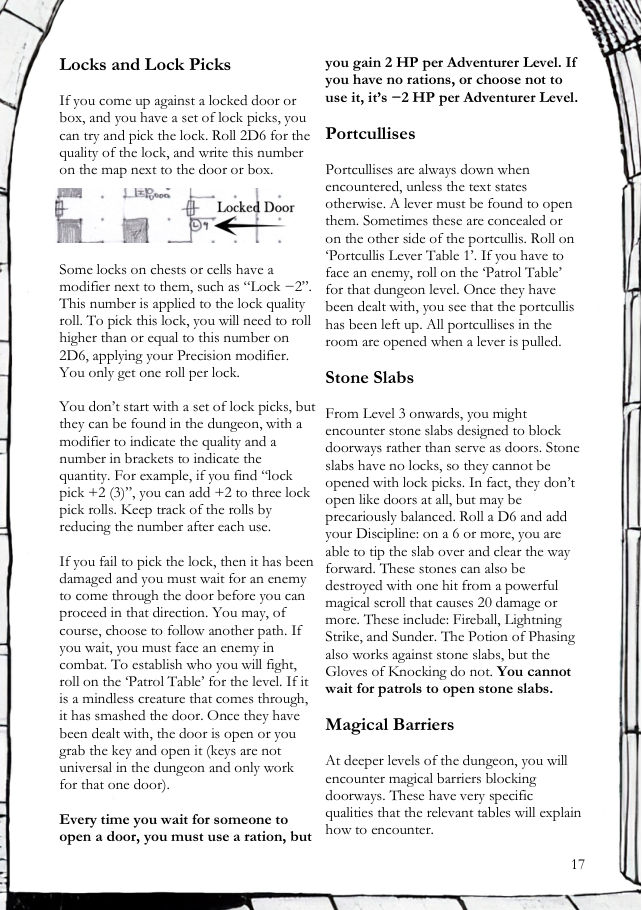 Locks and Lock Picks
If you come up against a locked door or
box, and you have a set of lock picks, you
can try and pick the lock. Roll 2D6 for the
quality of the lock, and write this number
on the map next to the door or box.
Locked Door
L 9
Some locks on chests or cells have a
modifier next to them, such as “Lock −2”.
This number is applied to the lock quality
roll. To pick this lock, you will need to roll
higher than or equal to this number on
2D6, applying your Precision modifier.
You only get one roll per lock.
You don’t start with a set of lock picks, but
they can be found in the dungeon, with a
modifier to indicate the quality and a
number in brackets to indicate the
quantity. For example, if you find “lock
pick +2 (3)”, you can add +2 to three lock
pick rolls. Keep track of the rolls by
reducing the number after each use.
If you fail to pick the lock, then it has been
damaged and you must wait for an enemy
to come through the door before you can
proceed in that direction. You may, of
course, choose to follow another path. If
you wait, you must face an enemy in
combat. To establish who you will fight,
roll on the ‘Patrol Table’ for the level. If it
is a mindless creature that comes through,
it has smashed the door. Once they have
been dealt with, the door is open or you
grab the key and open it (keys are not
universal in the dungeon and only work
for that one door).
Every time you wait for someone to
open a door, you must use a ration, but
you gain 2 HP per Adventurer Level. If
you have no rations, or choose not to
use it, it’s −2 HP per Adventurer Level.
Portcullises
Portcullises are always down when
encountered, unless the text states
otherwise. A lever must be found to open
them. Sometimes these are concealed or
on the other side of the portcullis. Roll on
‘Portcullis Lever Table 1’. If you have to
face an enemy, roll on the ‘Patrol Table’
for that dungeon level. Once they have
been dealt with, you see that the portcullis
has been left up. All portcullises in the
room are opened when a lever is pulled.
Stone Slabs
From Level 3 onwards, you might
encounter stone slabs designed to block
doorways rather than serve as doors. Stone
slabs have no locks, so they cannot be
opened with lock picks. In fact, they don’t
open like doors at all, but may be
precariously balanced. Roll a D6 and add
your Discipline: on a 6 or more, you are
able to tip the slab over and clear the way
forward. These stones can also be
destroyed with one hit from a powerful
magical scroll that causes 20 damage or
more. These include: Fireball, Lightning
Strike, and Sunder. The Potion of Phasing
also works against stone slabs, but the
Gloves of Knocking do not. You cannot
wait for patrols to open stone slabs.
Magical Barriers
At deeper levels of the dungeon, you will
encounter magical barriers blocking
doorways. These have very specific
qualities that the relevant tables will explain
how to encounter.
17